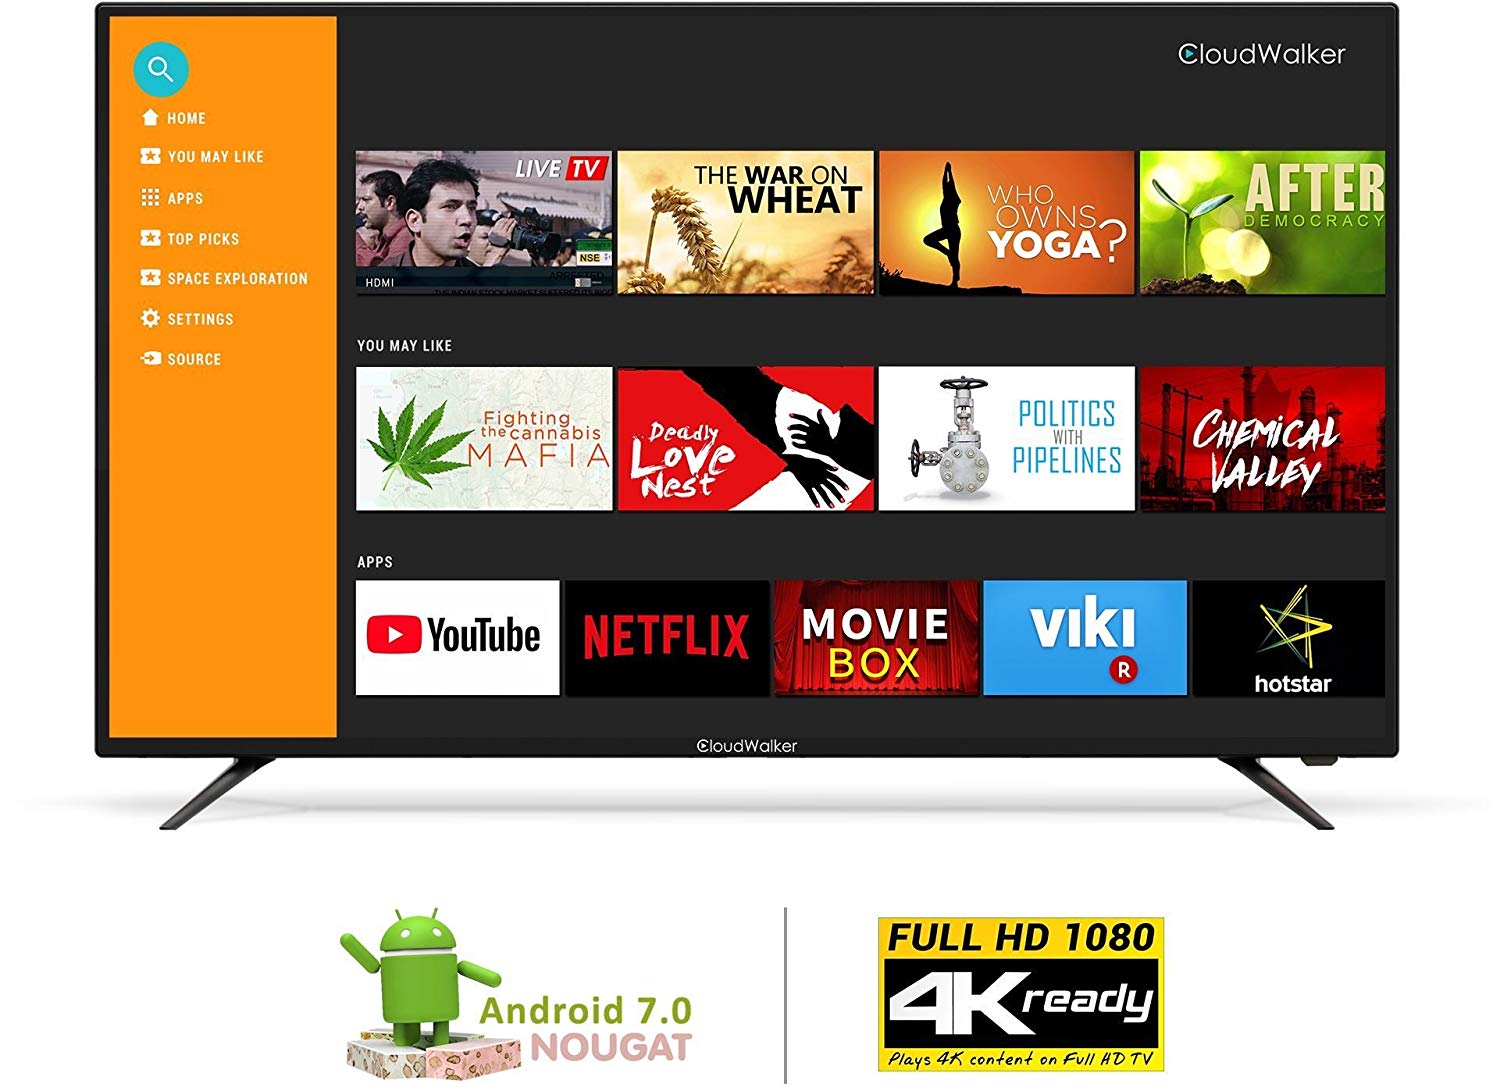 CloudWalker
HOME
YOU MAY LIKE
APPS
TOP PICKS
SPACE EXPLORATION
SETTINGS
SOURCE
LIVE TV
NSE
ARRESTED
HDMI
THE INDIAN STOCK MARKET SUFFERED ITS BIGG
THE WAR ON
WHEAT
WHO
OWNS
YOGA?
AFTER
DEMOCRACY
YOU MAY LIKE
Fighting
the cannabis
MAFIA
Deadly
Love
Nest
POLITICS
WITH
PIPELINES
CHEMICAL
VALLEY
APPS
YouTube
NETFLIX
MOVIE
BOX
VIKI
R
hotstar
CloudWalker
Android 7.0
NOUGAT
FULL HD 1080
4K ready
Plays 4K content on Full HD TV